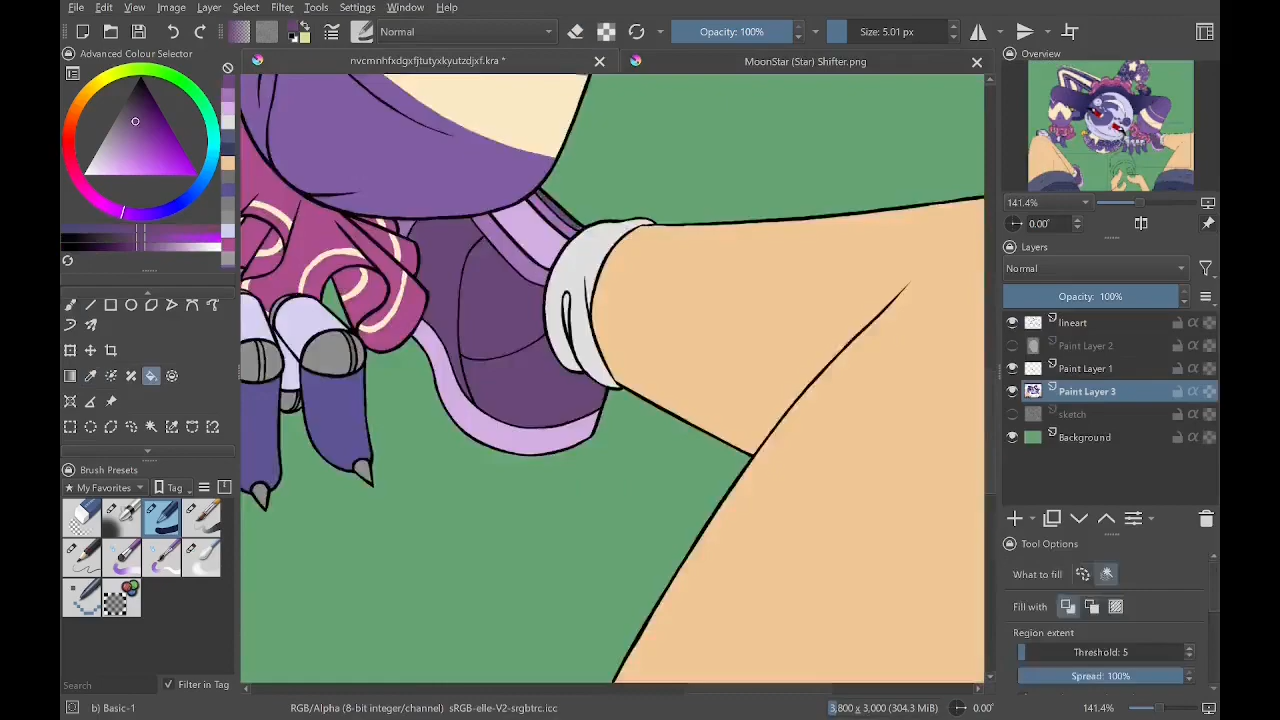 File Edit View Image Layer Select Filter Tools Settings Window Help
Normal
Opacity: 100%
Size: 5.01 px
Advanced Colour Selector
nvcmnhfxdgxfjtutyxkyutzdjxf.kra *
MoonStar (Star) Shifter.png
Overview
141.4%
0.00°
Layers
Normal
Opacity: 100%
lineart
Paint Layer 2
Paint Layer 1
Paint Layer 3
sketch
Background
Brush Presets
My Favorites
Tag
Tool Options
What to fill
Fill with
Region extent
Threshold: 5
Spread: 100%
Search
Filter in Tag
b) Basic-1
RGB/Alpha (8-bit integer/channel) sRGB-elle-V2-srgbtrc.icc
3,800 x 3,000 (304.3 MiB)
0.00°
141.4%